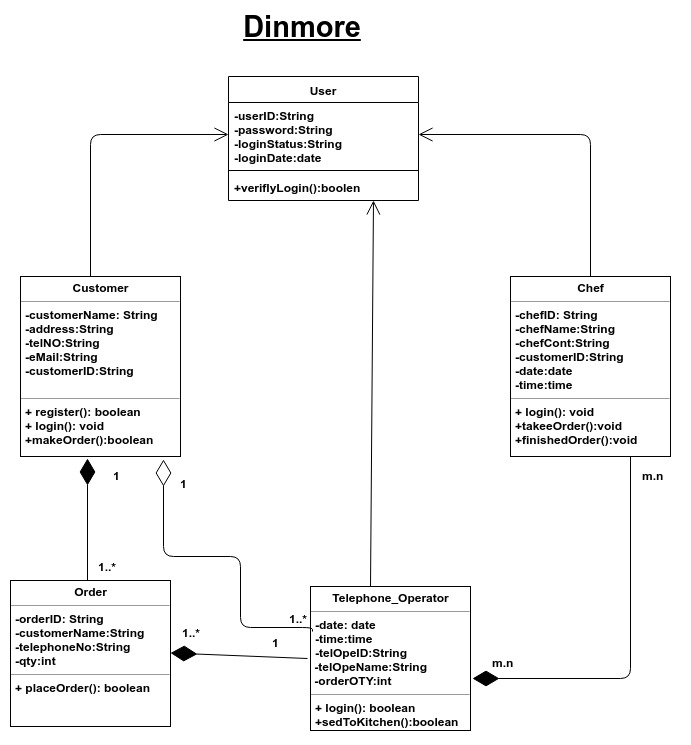 Dinmore
User
-userID:String
-password:String
-loginStatus:String
-loginDate:date
+veriflyLogin():boolen
Customer
-customerName: String
-address:String
-telNO:String
-eMail:String
-customerID:String
+ register(): boolean
+ login(): void
+makeOrder():boolean
Chef
-chefID: String
-chefName:String
-chefCont:String
-customerID:String
-date:date
-time:time
+ login(): void
+takeeOrder():void
+finishedOrder():void
1
1
m.n
1..*
Order
-orderID: String
-customerName:String
-telephoneNo:String
-qty:int
+ placeOrder(): boolean
1..*
1
1..*
Telephone_Operator
-date: date
-time:time
-telOpeID:String
-telOpeName:String
-orderOTY:int
+ login(): boolean
+sedToKitchen():boolean
m.n